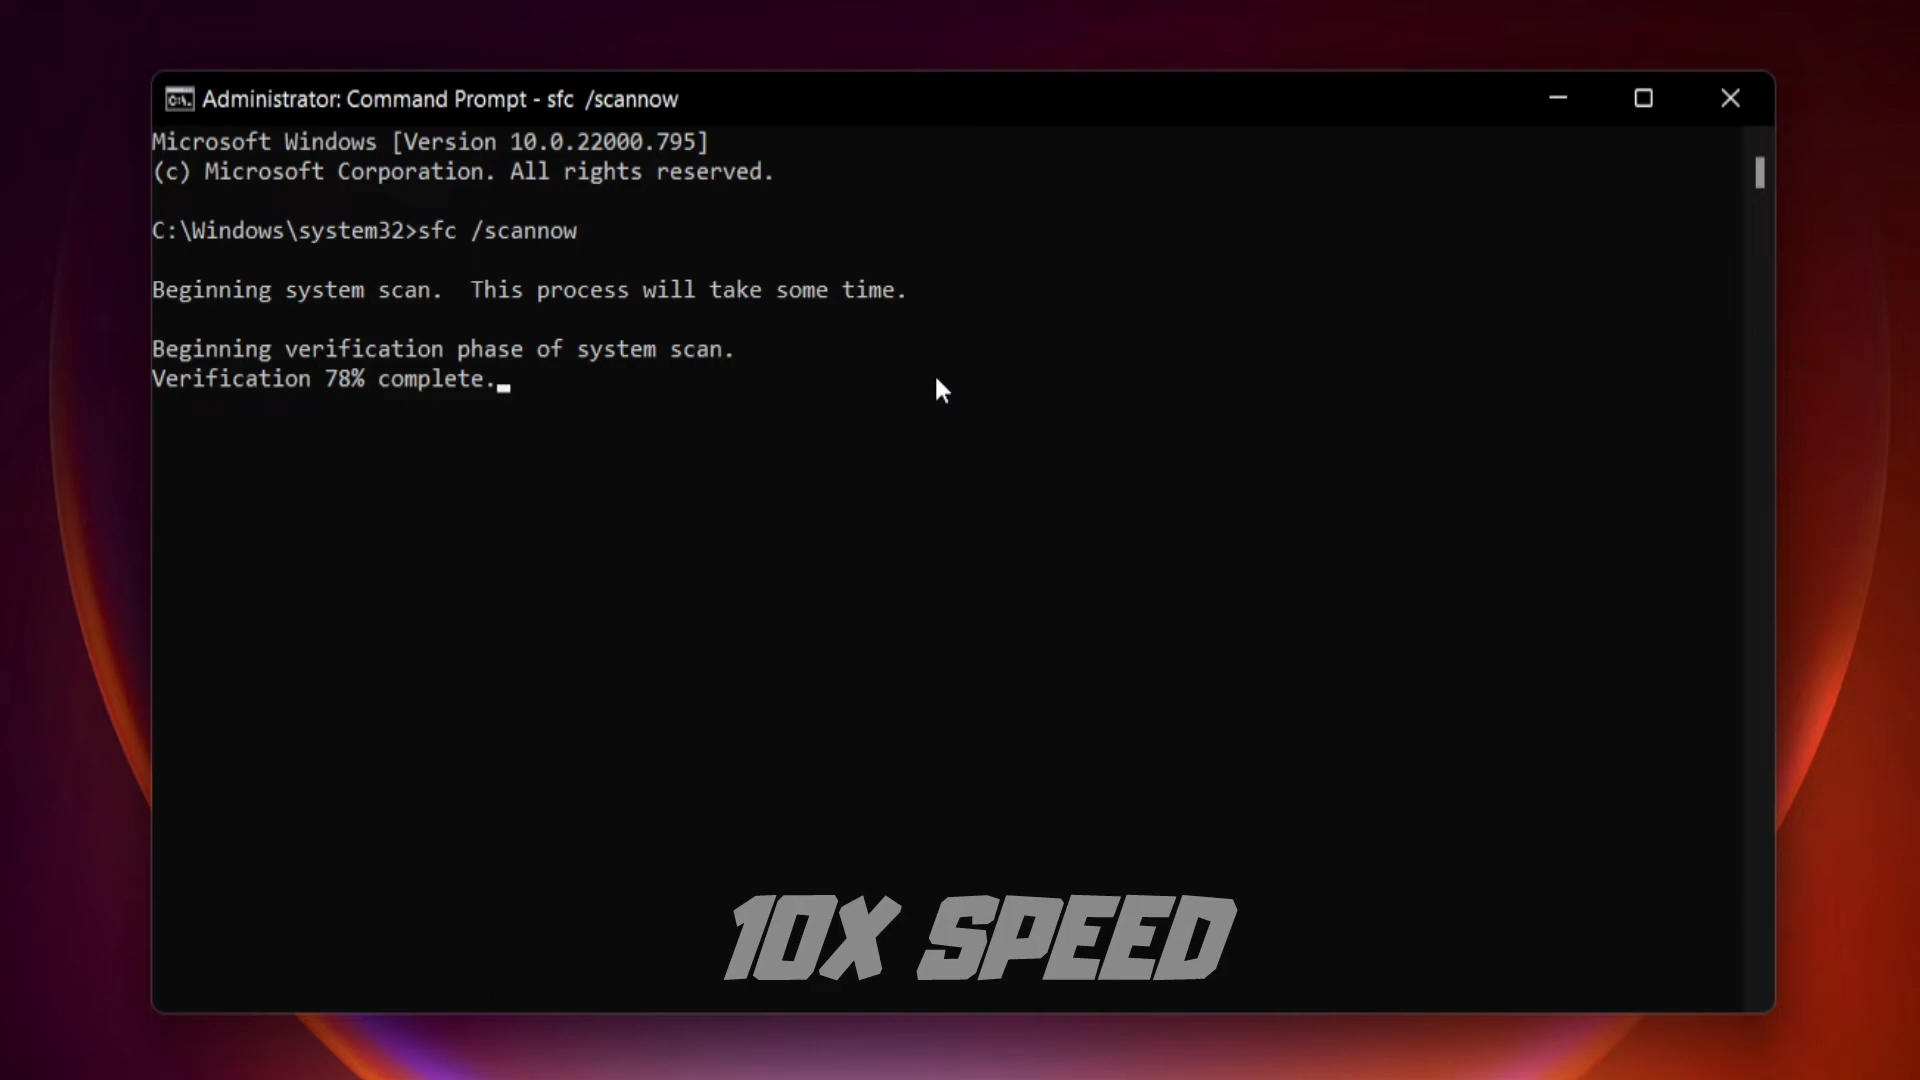 Administrator: Command Prompt - sfc  /scannow
Microsoft Windows [Version 10.0.22000.795]
(c) Microsoft Corporation. All rights reserved.
C:\Windows\system32>sfc /scannow
Beginning system scan.  This process will take some time.
Beginning verification phase of system scan.
Verification 78% complete.
10X SPEED